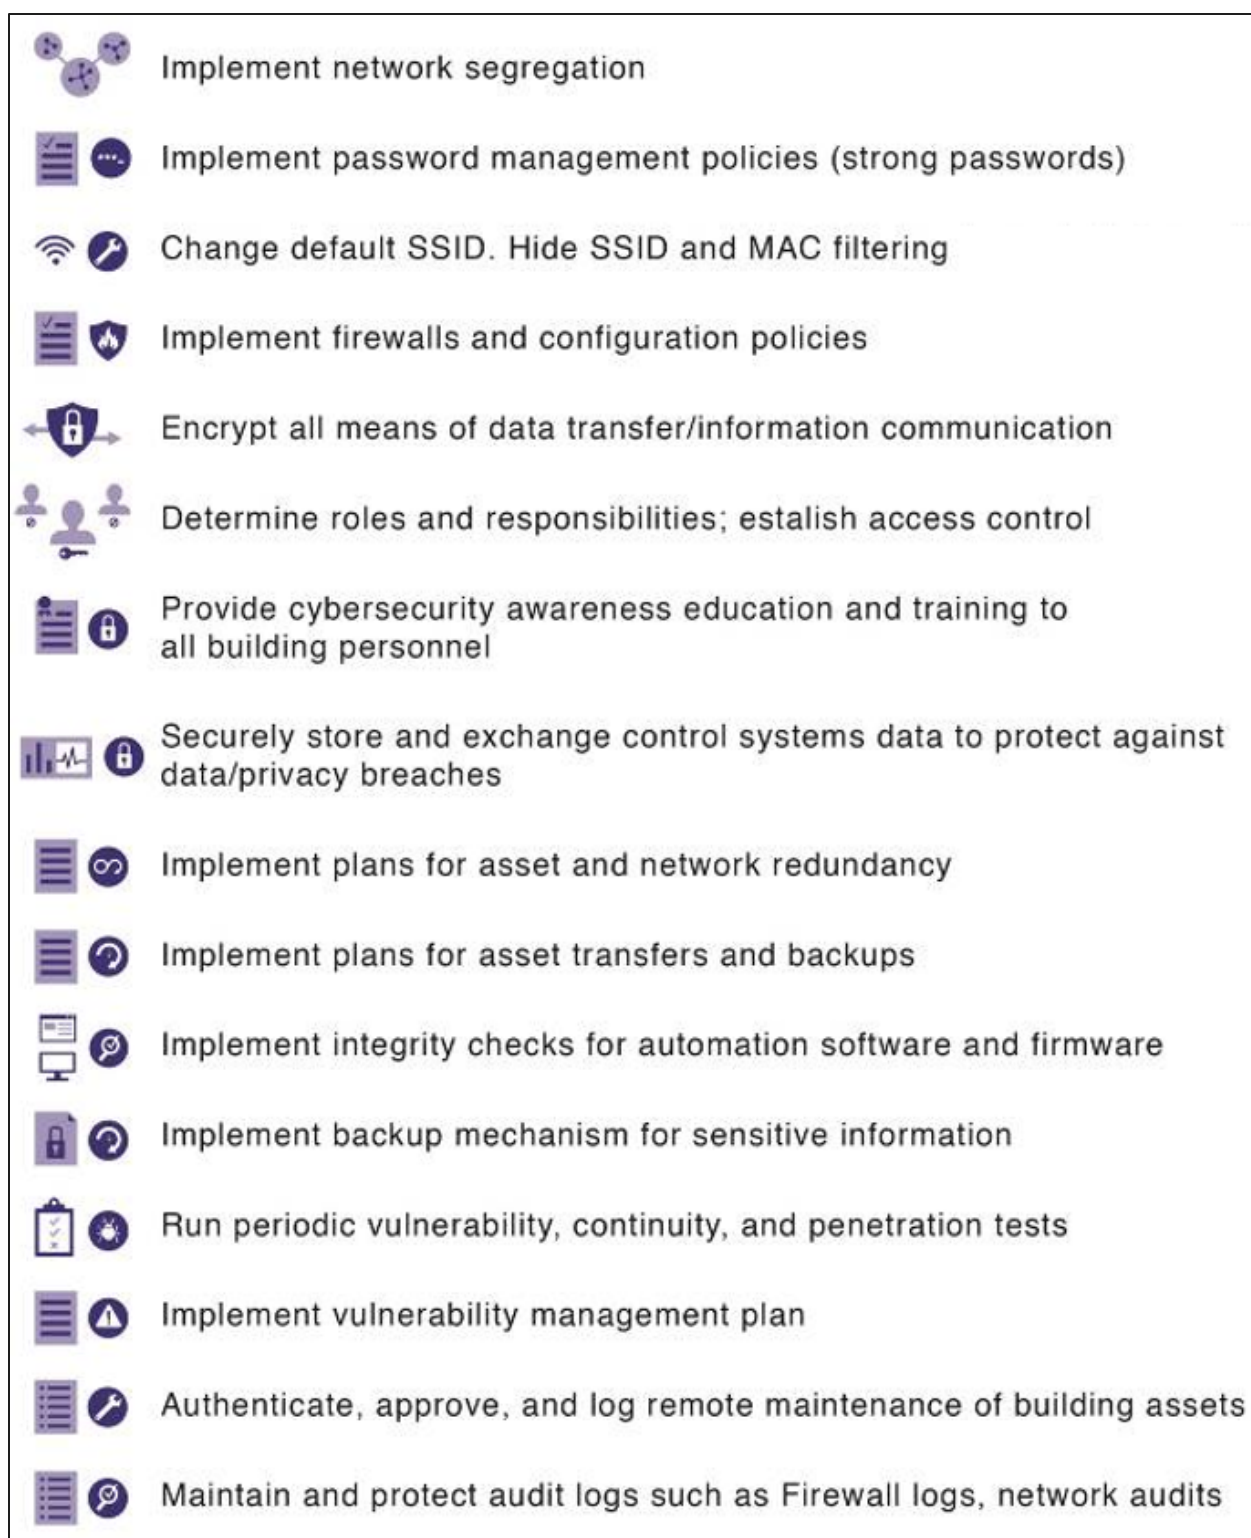 Implement network segregation
Implement password management policies (strong passwords)
Change default SSID. Hide SSID and MAC filtering
Implement firewalls and configuration policies
Encrypt all means of data transfer/information communication
Determine roles and responsibilities; estalish access control
Provide cybersecurity awareness education and training to
all building personnel
Securely store and exchange control systems data to protect against
data/privacy breaches
Implement plans for asset and network redundancy
Implement plans for asset transfers and backups
Implement integrity checks for automation software and firmware
Implement backup mechanism for sensitive information
Run periodic vulnerability, continuity, and penetration tests
Implement vulnerability management plan
Authenticate, approve, and log remote maintenance of building assets
Maintain and protect audit logs such as Firewall logs, network audits